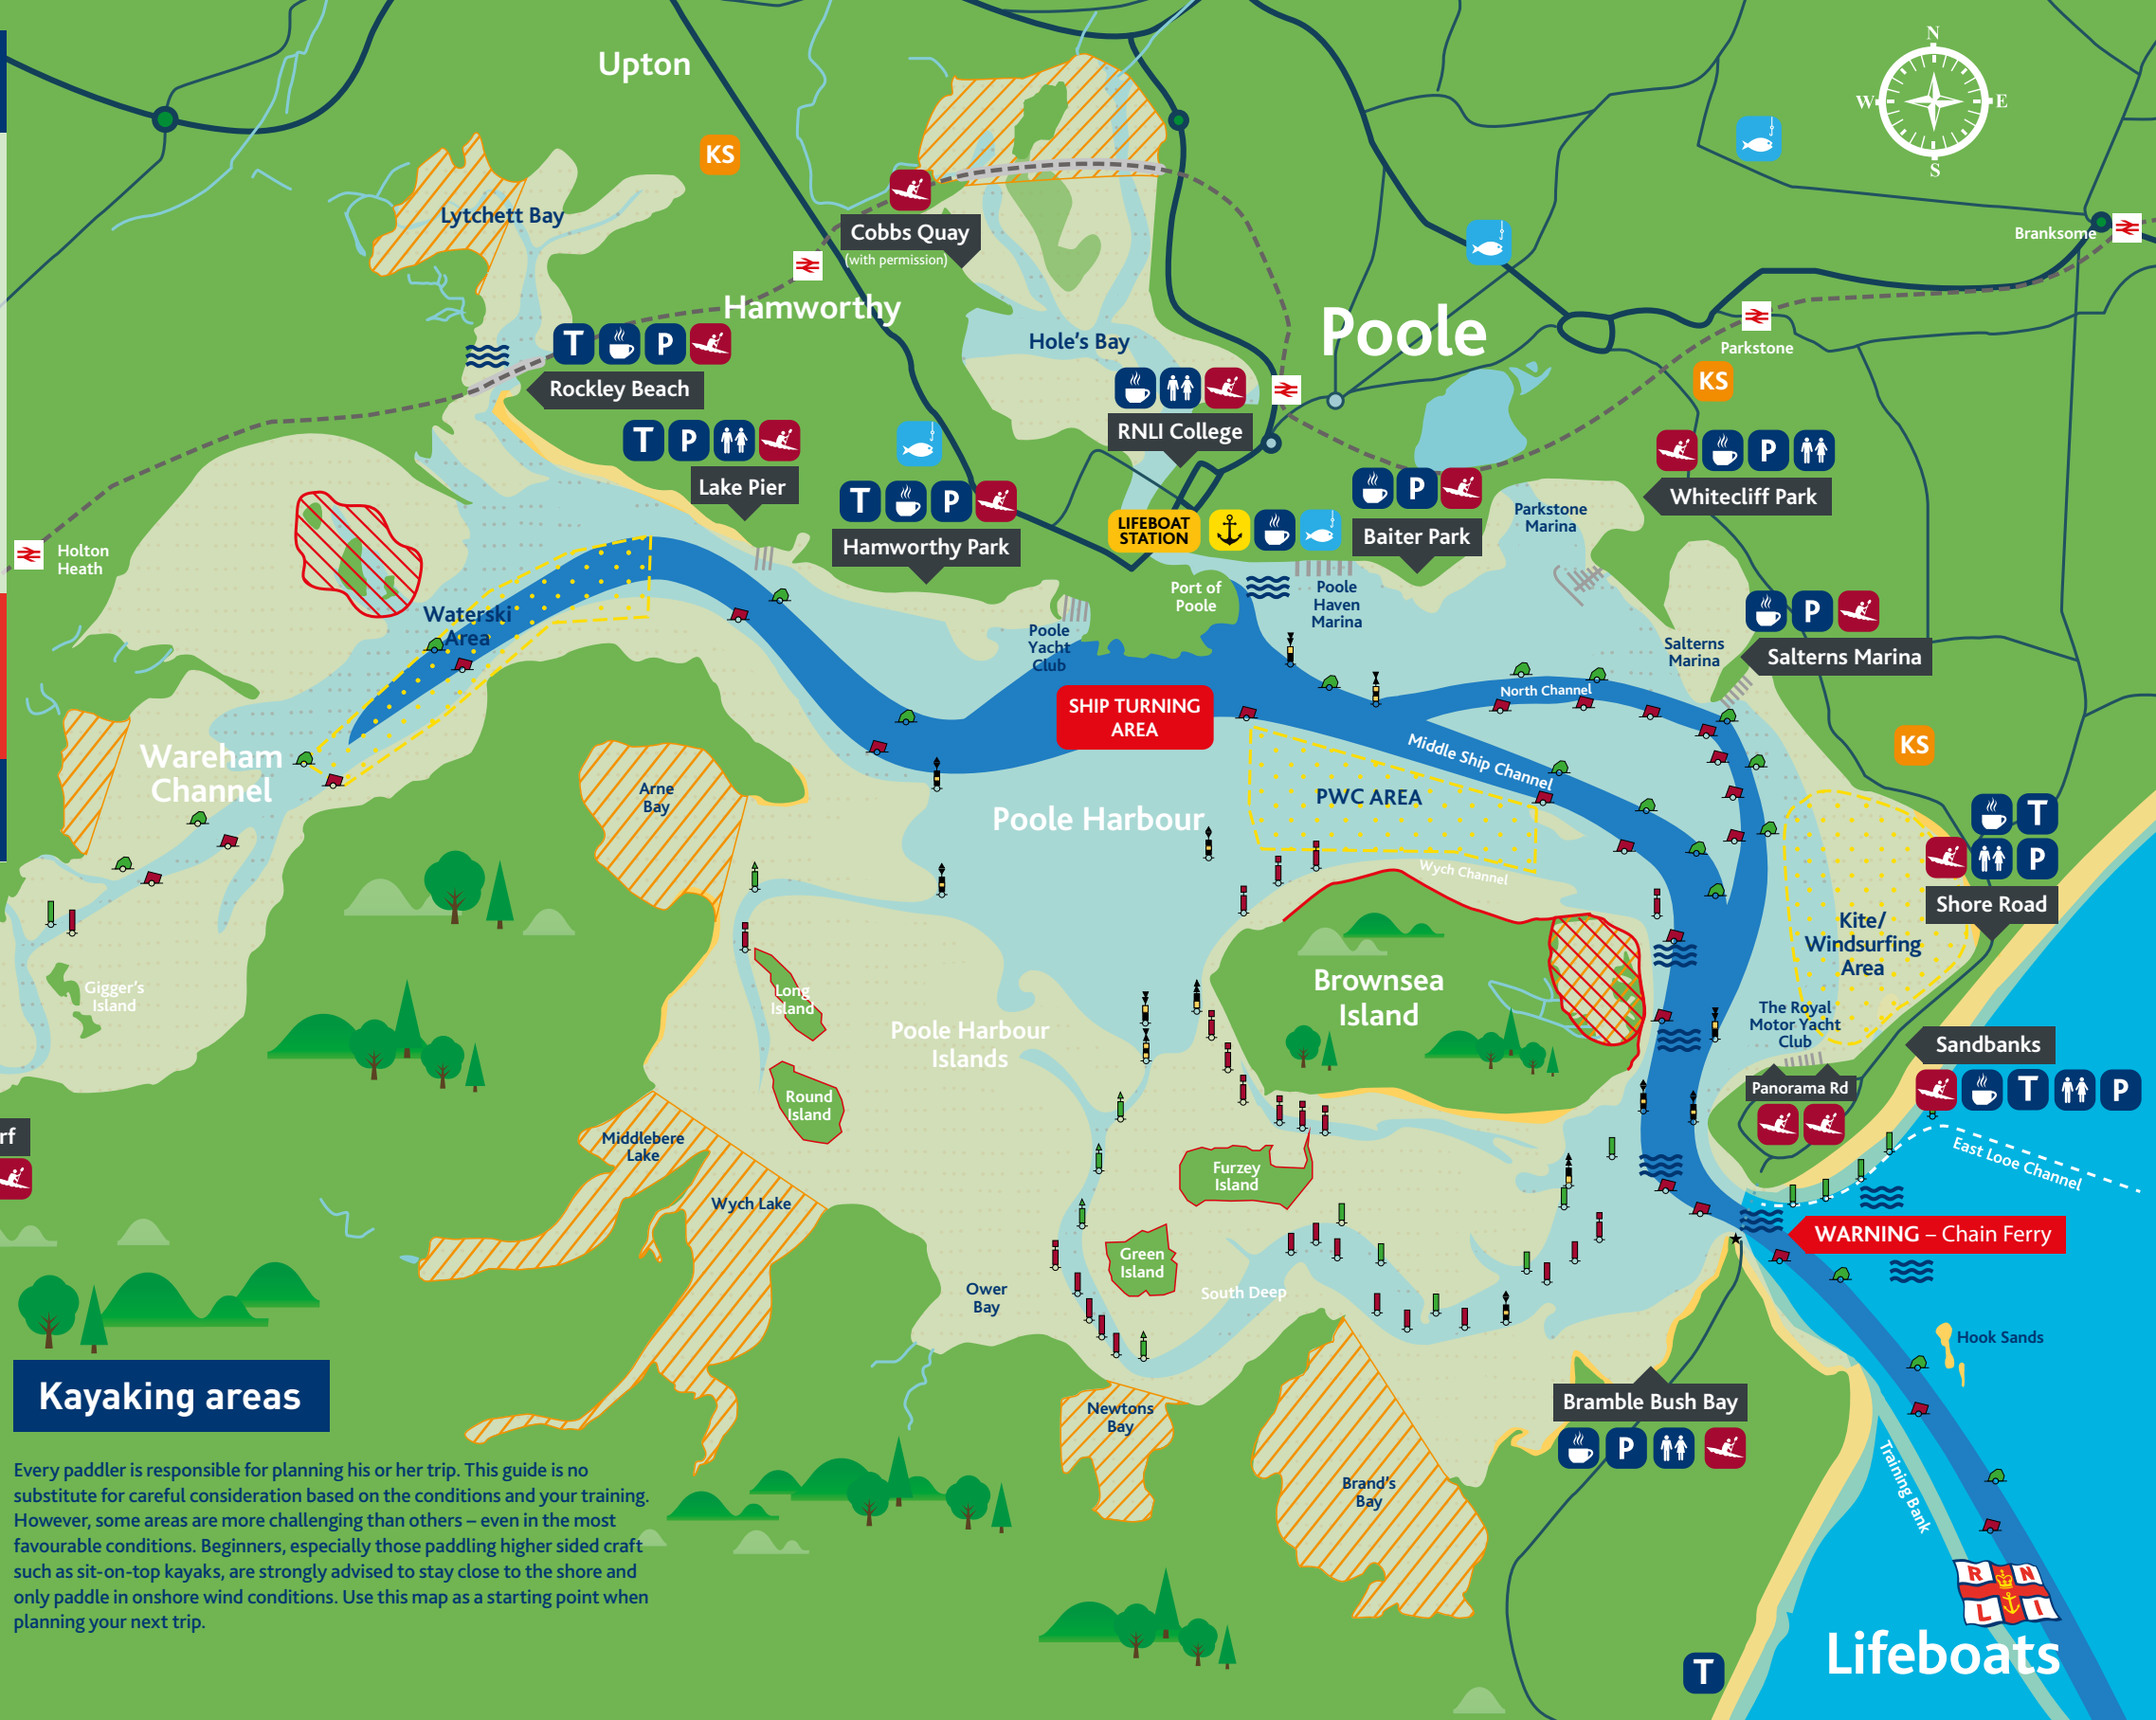 Upton
N
W
E
S
KS
Lytchett Bay
Cobbs Quay
(with permission)
Branksome
Hamworthy
Poole
Hole's Bay
Parkstone
KS
T
P
Rockley Beach
RNLI College
T
P
Lake Pier
P
Whitecliff Park
T
P
Hamworthy Park
LIFEBOAT
STATION
P
Baiter Park
Parkstone
Marina
Holton
Heath
Port of
Poole
Poole
Haven
Marina
P
Waterski
Area
Poole
Yacht
Club
Salterns
Marina
Salterns Marina
SHIP TURNING
AREA
North Channel
Wareham
Channel
Middle Ship Channel
KS
Arne
Bay
PWC AREA
Poole Harbour
T
P
Wych Channel
Shore Road
Kite/
Windsurfing
Area
Gigger's
Island
Long
Island
Brownsea
Island
Poole Harbour
Islands
The Royal
Motor Yacht
Club
Sandbanks
T
P
Panorama Rd
Round
Island
rf
Middlebere
Lake
Furzey
Island
East Looe Channel
Wych Lake
WARNING – Chain Ferry
Green
Island
Ower
Bay
South Deep
Hook Sands
Kayaking areas
Bramble Bush Bay
P
Newtons
Bay
Brand's
Bay
Training Bank
Every paddler is responsible for planning his or her trip. This guide is no
substitute for careful consideration based on the conditions and your training.
However, some areas are more challenging than others – even in the most
favourable conditions. Beginners, especially those paddling higher sided craft
such as sit-on-top kayaks, are strongly advised to stay close to the shore and
only paddle in onshore wind conditions. Use this map as a starting point when
planning your next trip.
R N
L I
Lifeboats
T